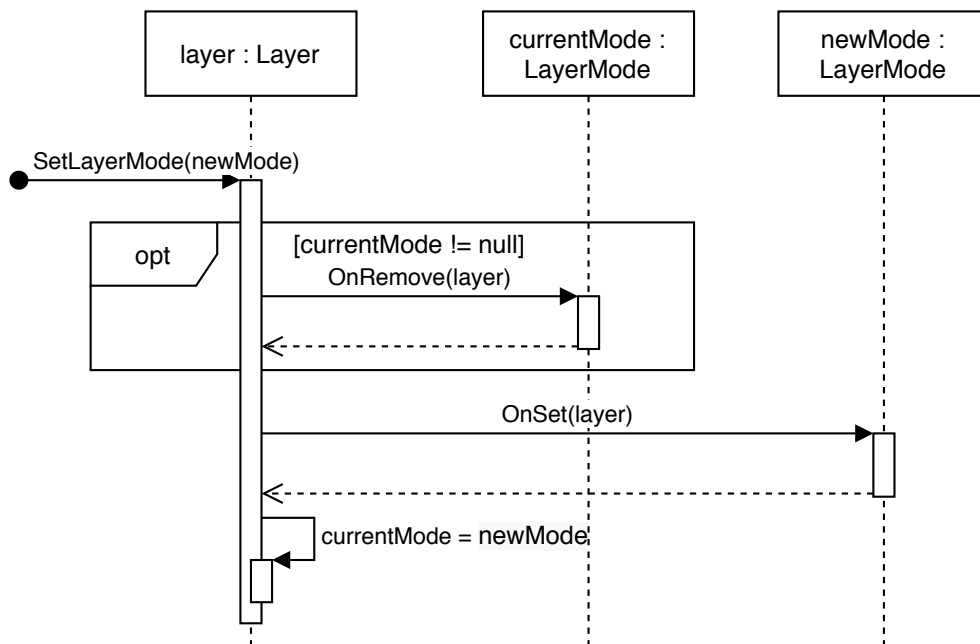 layer : Layer
currentMode :
LayerMode
newMode :
LayerMode
SetLayerMode(newMode)
opt
[currentMode != null]
OnRemove(layer)
OnSet(layer)
currentMode = newMode